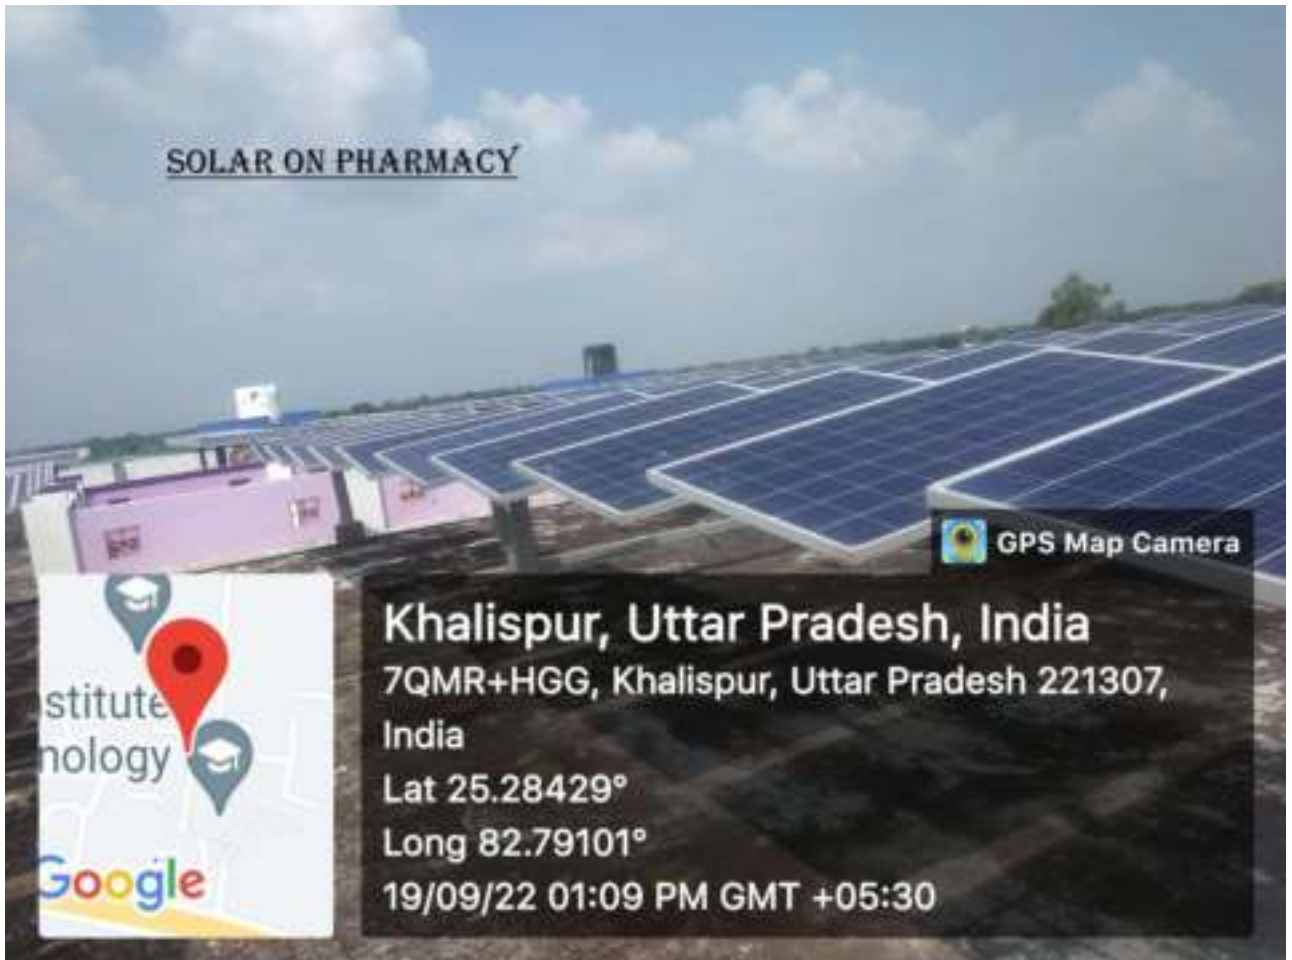 SOLAR ON PHARMACY
GPS Map Camera
Khalispur, Uttar Pradesh, India
7QMR+HGG, Khalispur, Uttar Pradesh 221307,
India
Lat 25.28429°
Long 82.79101°
19/09/22 01:09 PM GMT +05:30
stitute
nology
Google